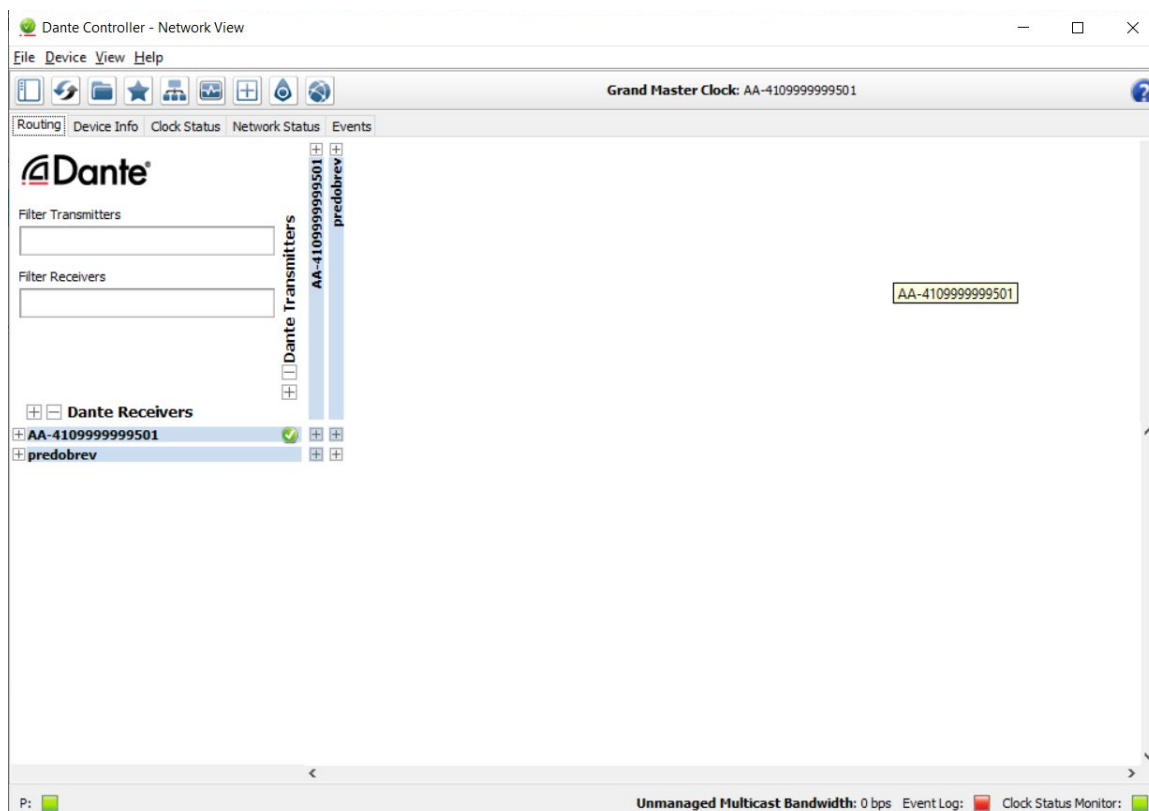 Dante Controller - Network View
File Device View Help
Grand Master Clock: AA-4109999999501
Routing Device Info Clock Status Network Status Events
Dante®
Filter Transmitters
Filter Receivers
Dante Transmitters
AA-4109999999501
predobrev
AA-4109999999501
Dante Receivers
AA-4109999999501
predobrev
P:
Unmanaged Multicast Bandwidth: 0 bps Event Log: Clock Status Monitor: